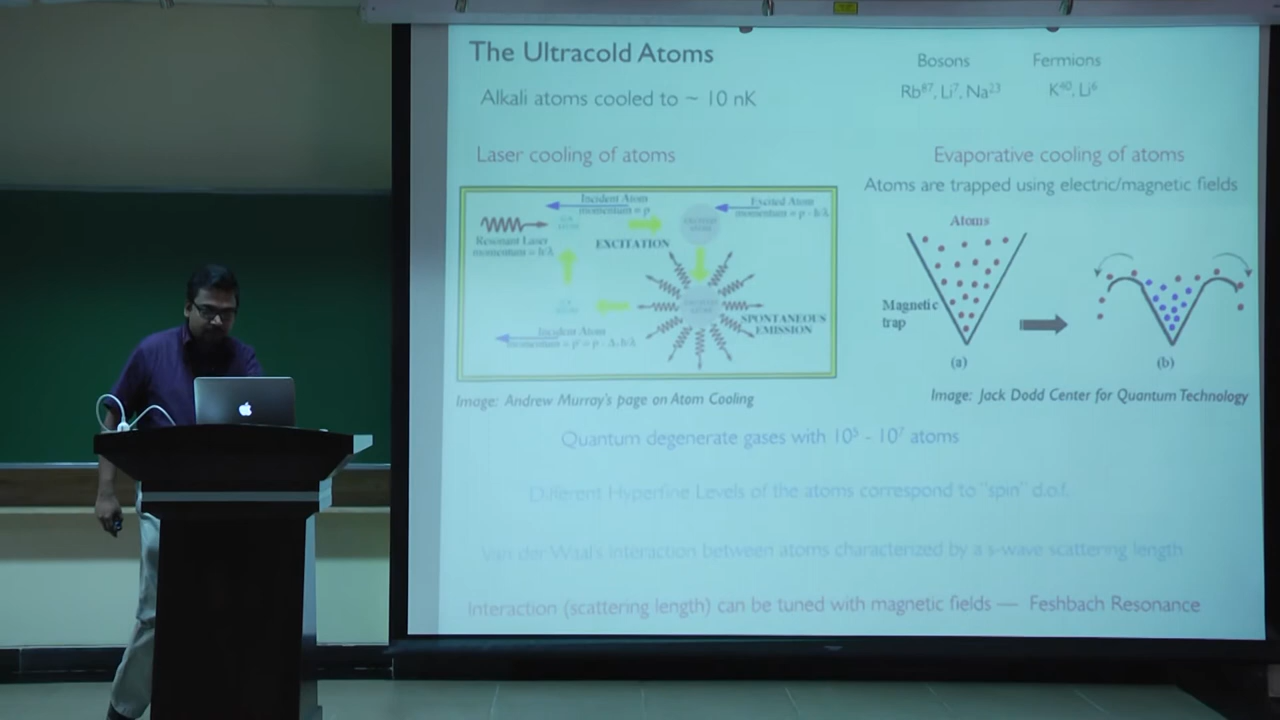 The Ultracold Atoms
Bosons
Fermions
Alkali atoms cooled to ~ 10 nK
Rb⁸⁷, Li⁷, Na²³
K⁴⁰, Li⁶
Laser cooling of atoms
Evaporative cooling of atoms
Atoms are trapped using electric/magnetic fields
Incident Atom
momentum = p
Excited Atom
momentum = p - h/λ
Resonant Laser
momentum = h/λ
EXCITATION
SPONTANEOUS
EMISSION
Incident Atom
Atoms
Magnetic
trap
(a)
(b)
Image: Andrew Murray's page on Atom Cooling
Image: Jack Dodd Center for Quantum Technology
Quantum degenerate gases with 10⁵ - 10⁷ atoms
Different Hyperfine Levels of the atoms correspond to "spin" d.o.f.
Van der Waal's interaction between atoms characterized by a s-wave scattering length
Interaction (scattering length) can be tuned with magnetic fields — Feshbach Resonance